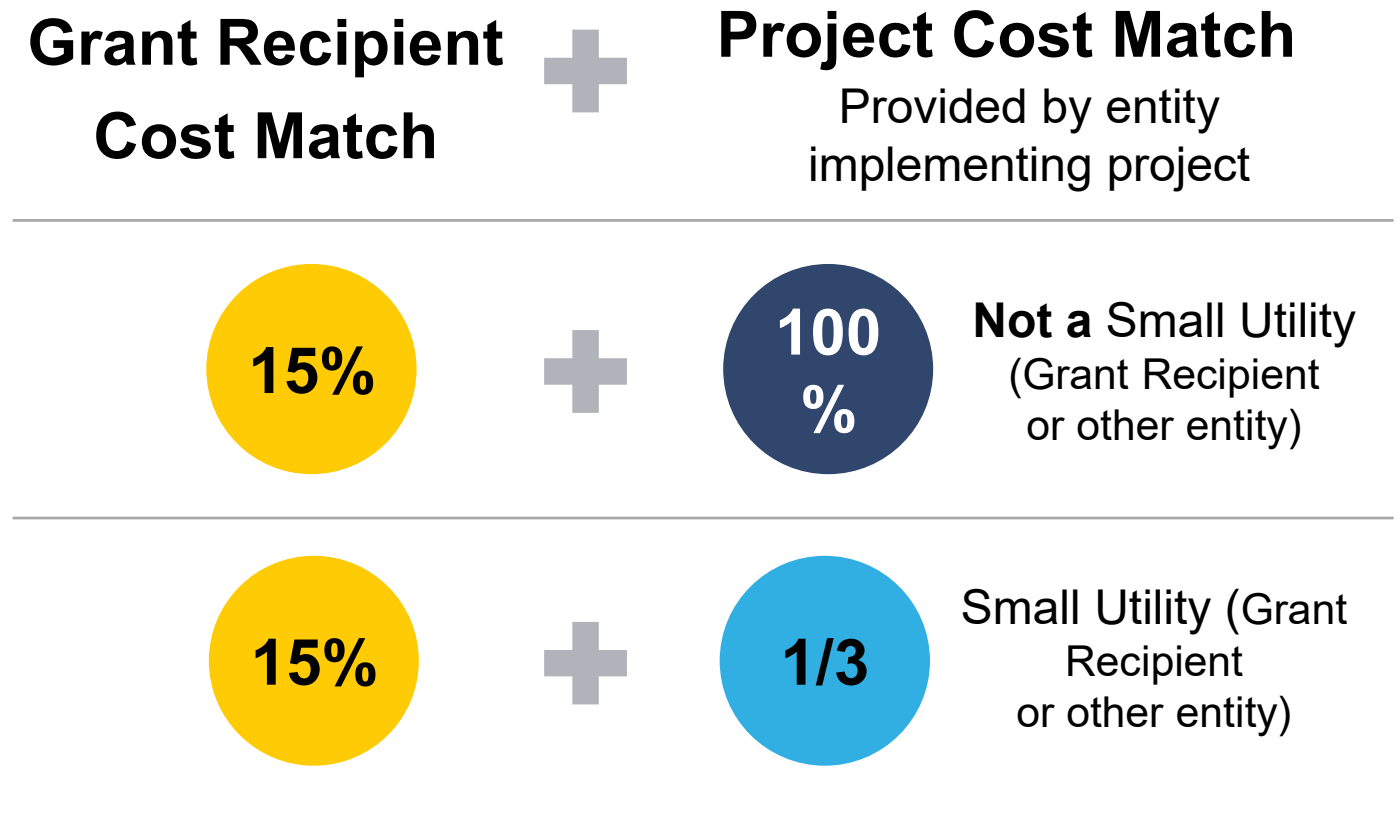 Grant Recipient
Cost Match
Project Cost Match
Provided by entity
implementing project
15%
100
%
Not a Small Utility
(Grant Recipient
or other entity)
15%
1/3
Small Utility (Grant
Recipient
or other entity)